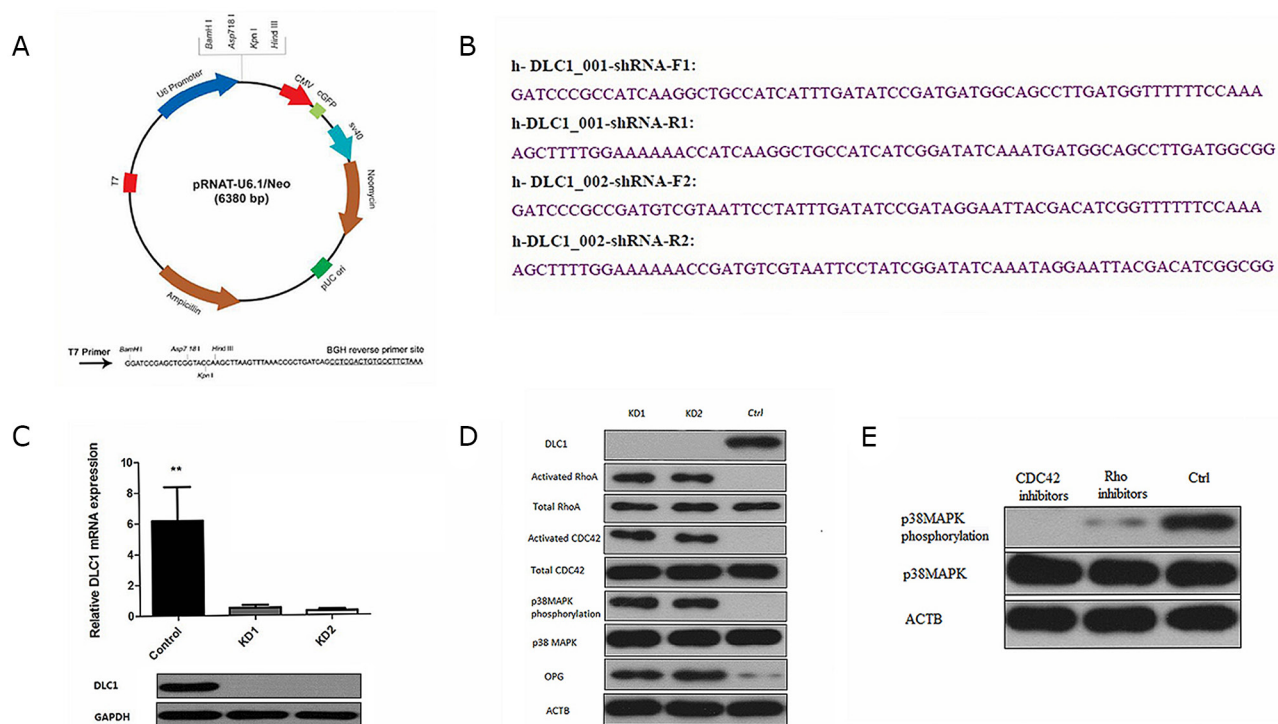 A
BamH I
Asp718 I
Kpn I
Hind III
U6 Promoter
CMV
cGFP
sv40
Neomycin
pUC ori
Ampicillin
T7
pRNAT-U6.1/Neo
(6380 bp)
T7 Primer
BamH I
Asp7 18 I
Hind III
BGH reverse primer site
GGATCCGAGCTCGGTACCAAGCTTAAGTTTAAACCGCTGATCAGCCTCGACTGTGCCTTCTAAA
Kpn I
B
h- DLC1_001-shRNA-F1:
GATCCCGCCATCAAGGCTGCCATCATTTGATATCCGATGATGGCAGCCTTGATGGTTTTTTCCAAA
h-DLC1_001-shRNA-R1:
AGCTTTTGGAAAAAACCATCAAGGCTGCCATCATCGGATATCAAATGATGGCAGCCTTGATGGCGG
h- DLC1_002-shRNA-F2:
GATCCCGCCGATGTCGTAATTCCTATTTGATATCCGATAGGAATTACGACATCGGTTTTTTCCAAA
h-DLC1_002-shRNA-R2:
AGCTTTTGGAAAAAACCGATGTCGTAATTCCTATCGGATATCAAATAGGAATTACGACATCGGCGG
C
Relative DLC1 mRNA expression
10
8
6
4
2
0
**
Control
KD1
KD2
DLC1
GAPDH
D
KD1 KD2 Ctrl
DLC1
Activated RhoA
Total RhoA
Activated CDC42
Total CDC42
p38MAPK
phosphorylation
p38 MAPK
OPG
ACTB
E
CDC42 Rho Ctrl
inhibitors inhibitors
p38MAPK
phosphorylation
p38MAPK
ACTB